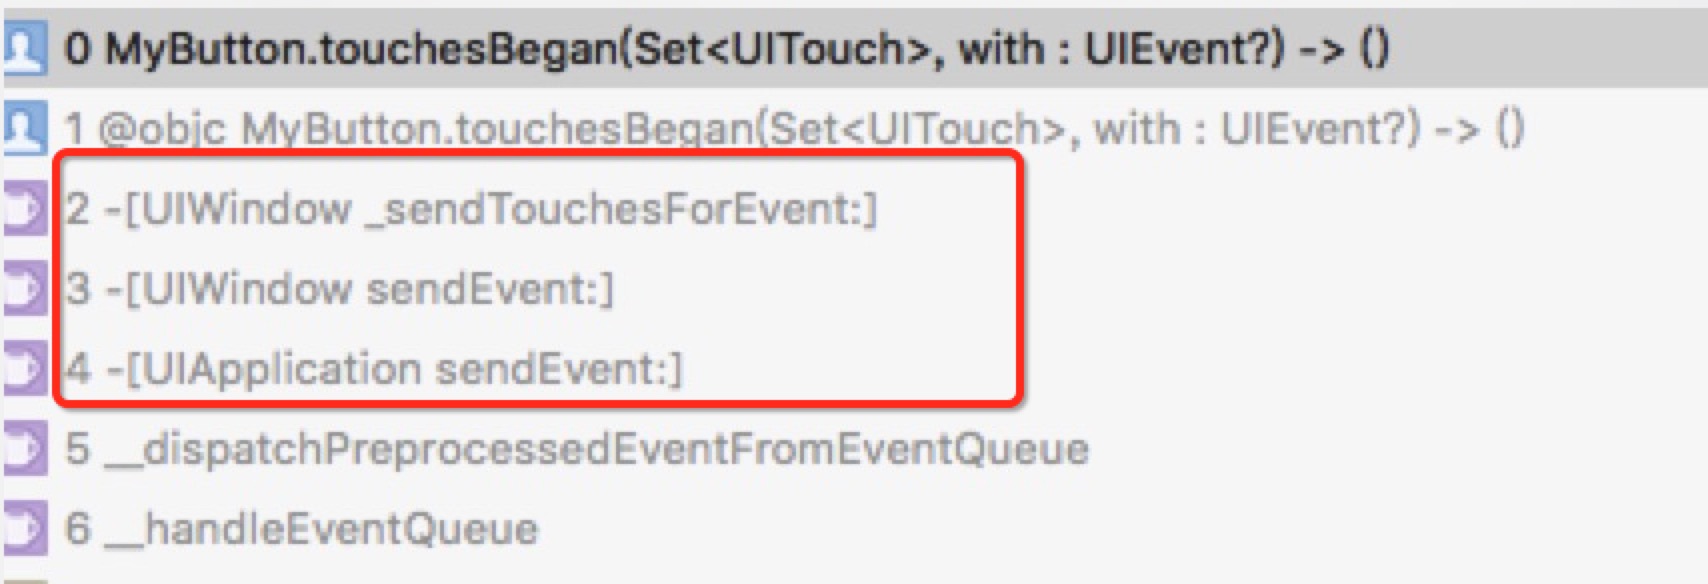 0 MyButton.touchesBegan(Set<UITouch>, with : UIEvent?) -> ()
1 @objc MyButton.touchesBegan(Set<UITouch>, with : UIEvent?) -> ()
2 -[UIWindow _sendTouchesForEvent:]
3 -[UIWindow sendEvent:]
4 -[UIApplication sendEvent:]
5 __dispatchPreprocessedEventFromEventQueue
6 __handleEventQueue